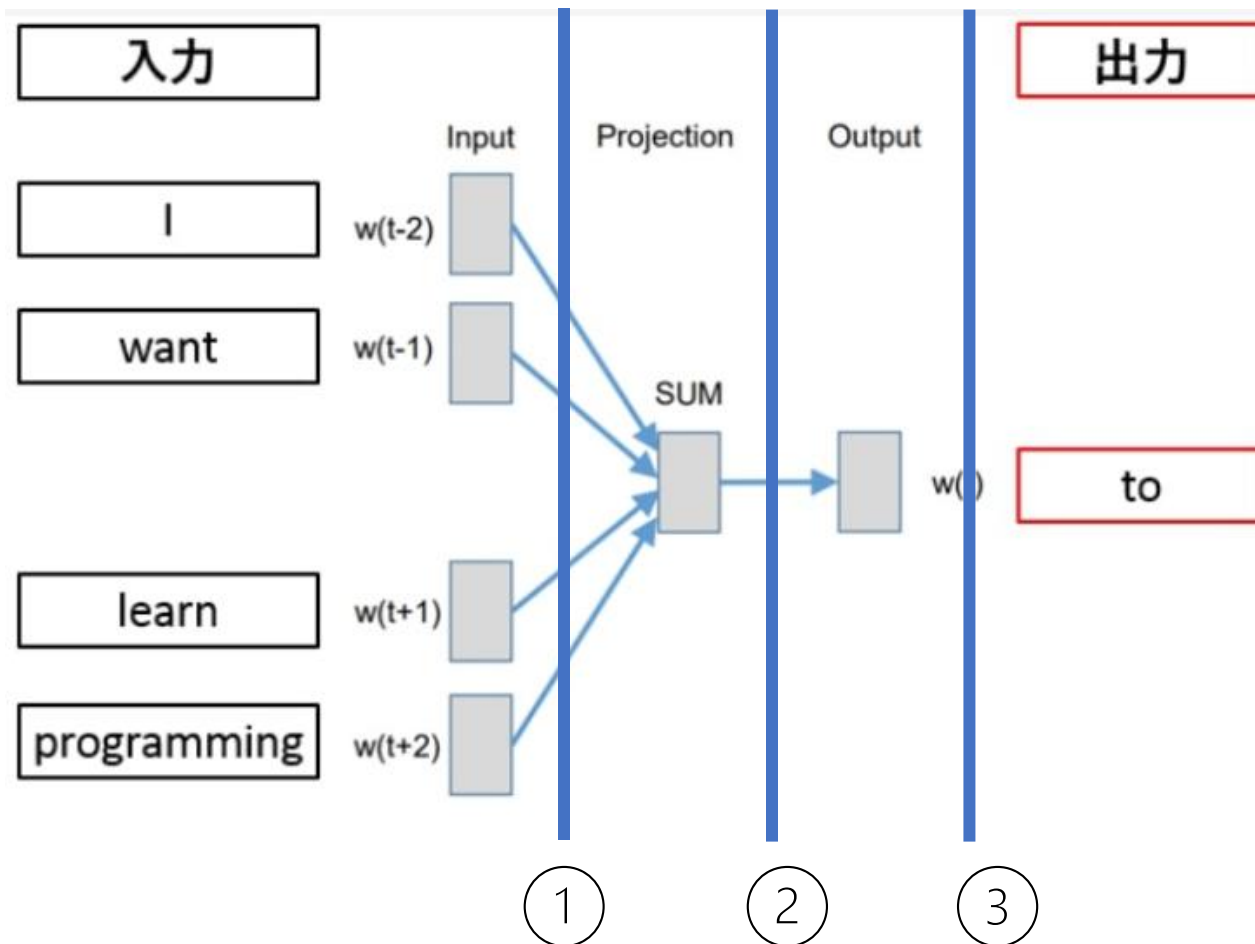 入力
出力
Input
Projection
Output
I
w(t-2)
want
w(t-1)
SUM
to
learn
w(t+1)
programming
w(t+2)
1
2
3